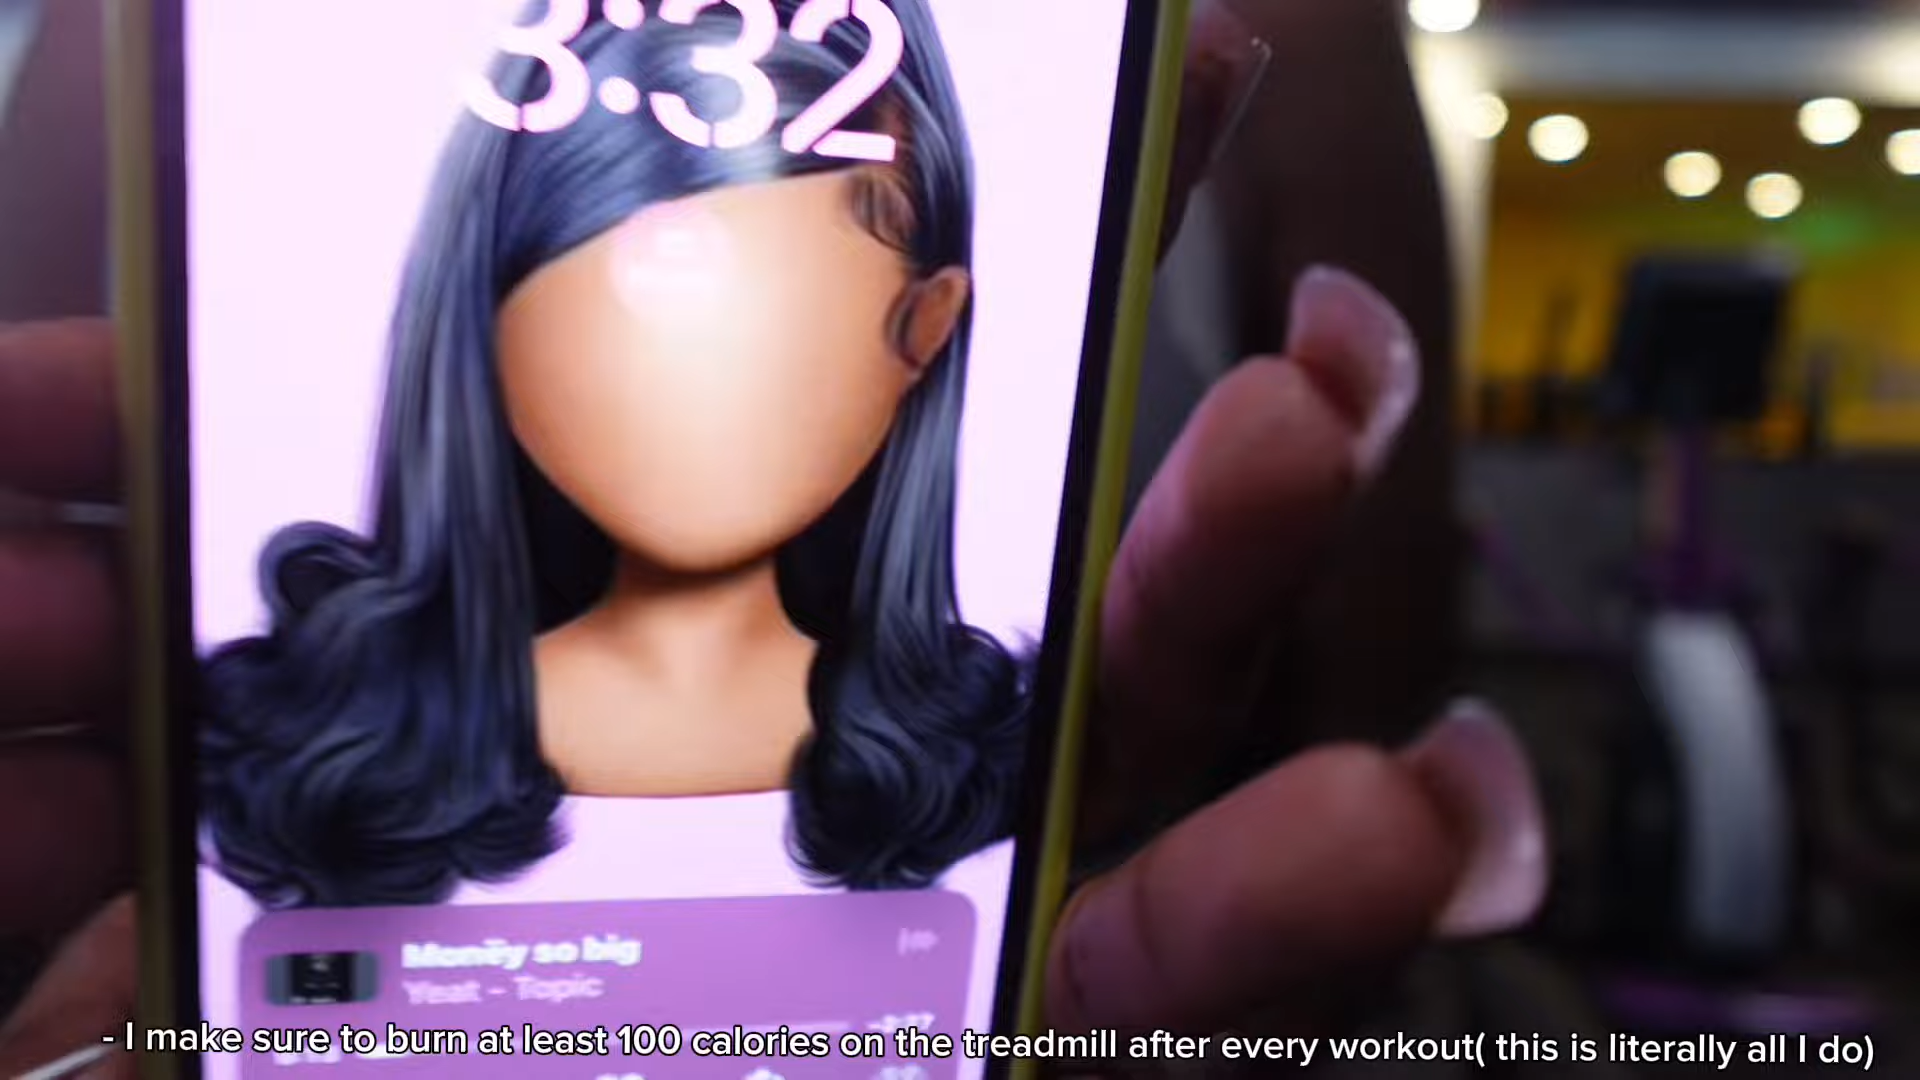 3:32
Monëy so big
Yeat - Topic
- I make sure to burn at least 100 calories on the treadmill after every workout( this is literally all I do)